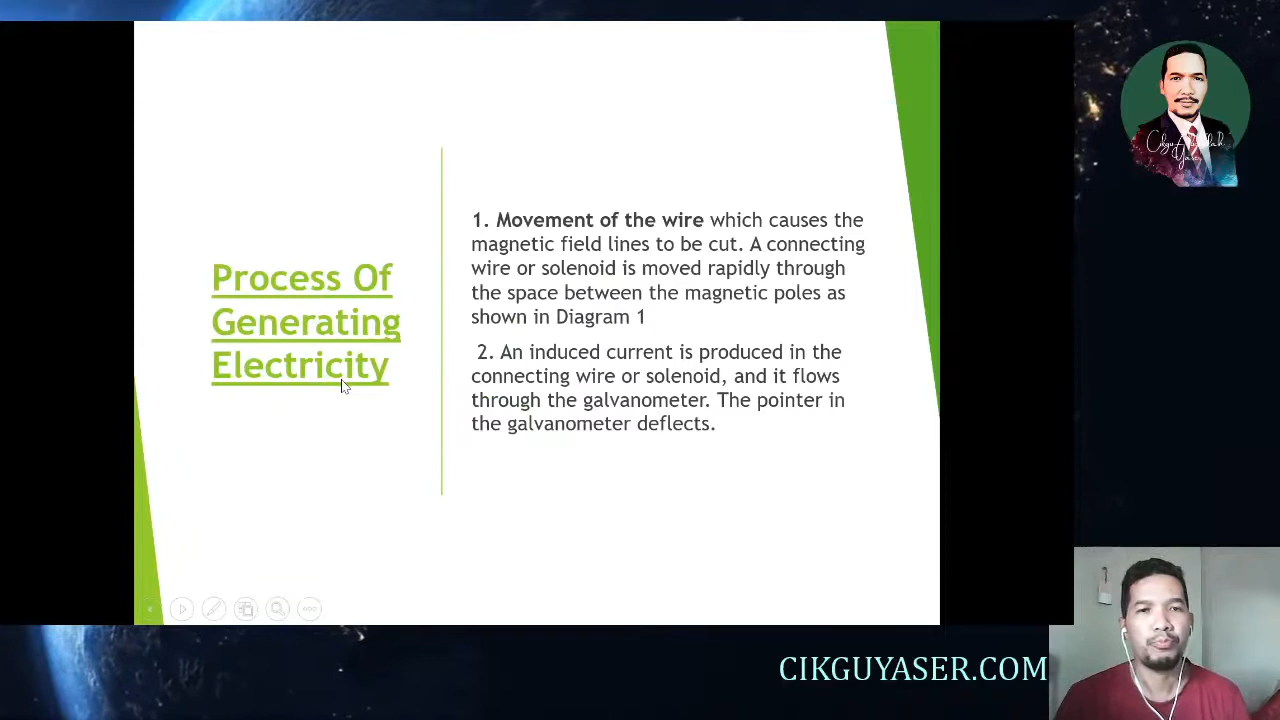 Process Of
Generating
Electricity
1. Movement of the wire which causes the
magnetic field lines to be cut. A connecting
wire or solenoid is moved rapidly through
the space between the magnetic poles as
shown in Diagram 1
2. An induced current is produced in the
connecting wire or solenoid, and it flows
through the galvanometer. The pointer in
the galvanometer deflects.
CIKGUYASER.COM